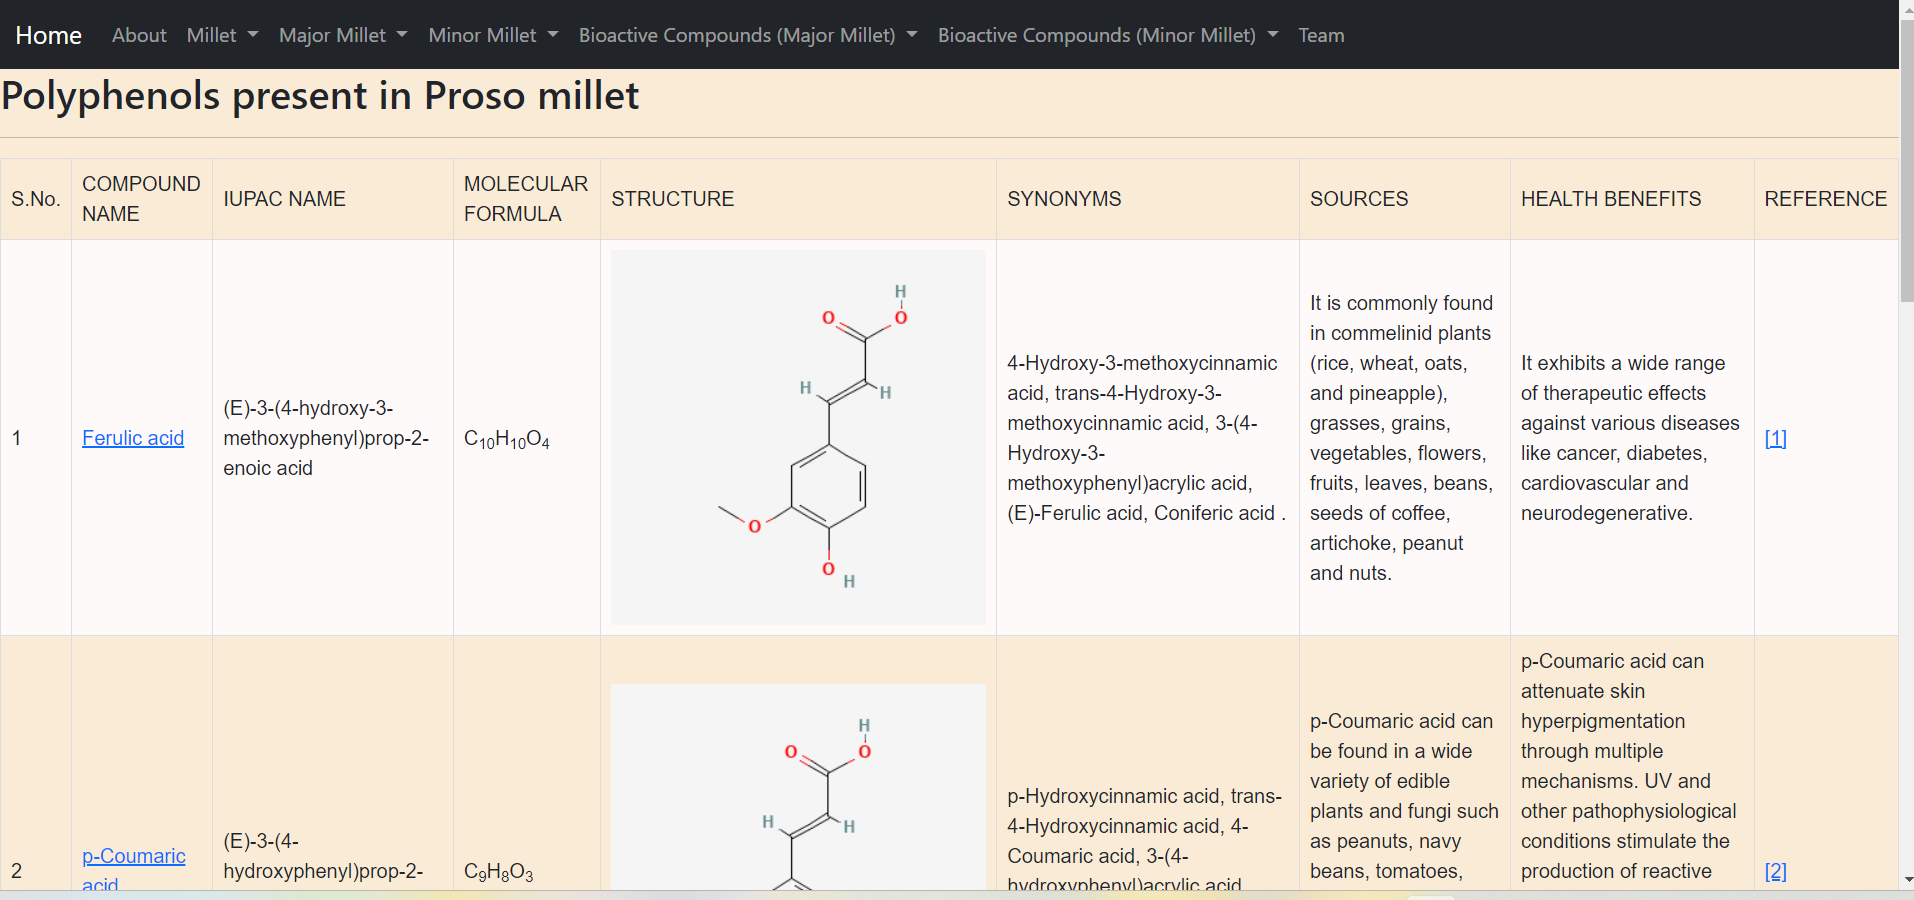 Home About Millet Major Millet Minor Millet Bioactive Compounds (Major Millet) Bioactive Compounds (Minor Millet) Team
Polyphenols present in Proso millet
S.No.
COMPOUND
NAME
IUPAC NAME
MOLECULAR
FORMULA
STRUCTURE
SYNONYMS
SOURCES
HEALTH BENEFITS
REFERENCE
1
Ferulic acid
(E)-3-(4-hydroxy-3-
methoxyphenyl)prop-2-
enoic acid
C10H10O4
H
O
O
H
H
O
O
H
4-Hydroxy-3-methoxycinnamic
acid, trans-4-Hydroxy-3-
methoxycinnamic acid, 3-(4-
Hydroxy-3-
methoxyphenyl)acrylic acid,
(E)-Ferulic acid, Coniferic acid .
It is commonly found
in commelinid plants
(rice, wheat, oats,
and pineapple),
grasses, grains,
vegetables, flowers,
fruits, leaves, beans,
seeds of coffee,
artichoke, peanut
and nuts.
It exhibits a wide range
of therapeutic effects
against various diseases
like cancer, diabetes,
cardiovascular and
neurodegenerative.
[1]
2
p-Coumaric
acid
(E)-3-(4-
hydroxyphenyl)prop-2-
C9H8O3
H
O
O
H
H
p-Hydroxycinnamic acid, trans-
4-Hydroxycinnamic acid, 4-
Coumaric acid, 3-(4-
hydroxyphenyl)acrylic acid
p-Coumaric acid can
be found in a wide
variety of edible
plants and fungi such
as peanuts, navy
beans, tomatoes,
p-Coumaric acid can
attenuate skin
hyperpigmentation
through multiple
mechanisms. UV and
other pathophysiological
conditions stimulate the
production of reactive
[2]